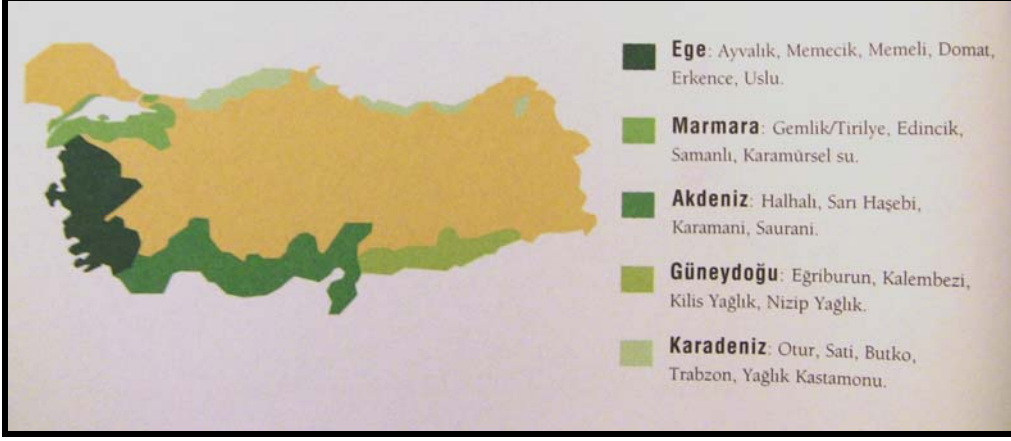 Ege: Ayvalık, Memecik, Memeli, Domat,
Erkence, Uslu.
Marmara: Gemlik/Tirilye, Edincik,
Samanlı, Karamürsel su.
Akdeniz: Halhalı, Sarı Haşebi,
Karamani, Saurani.
Güneydoğu: Eğriburun, Kalembezi,
Kilis Yağlık, Nizip Yağlık.
Karadeniz: Otur, Sati, Butko,
Trabzon, Yağlık Kastamonu.